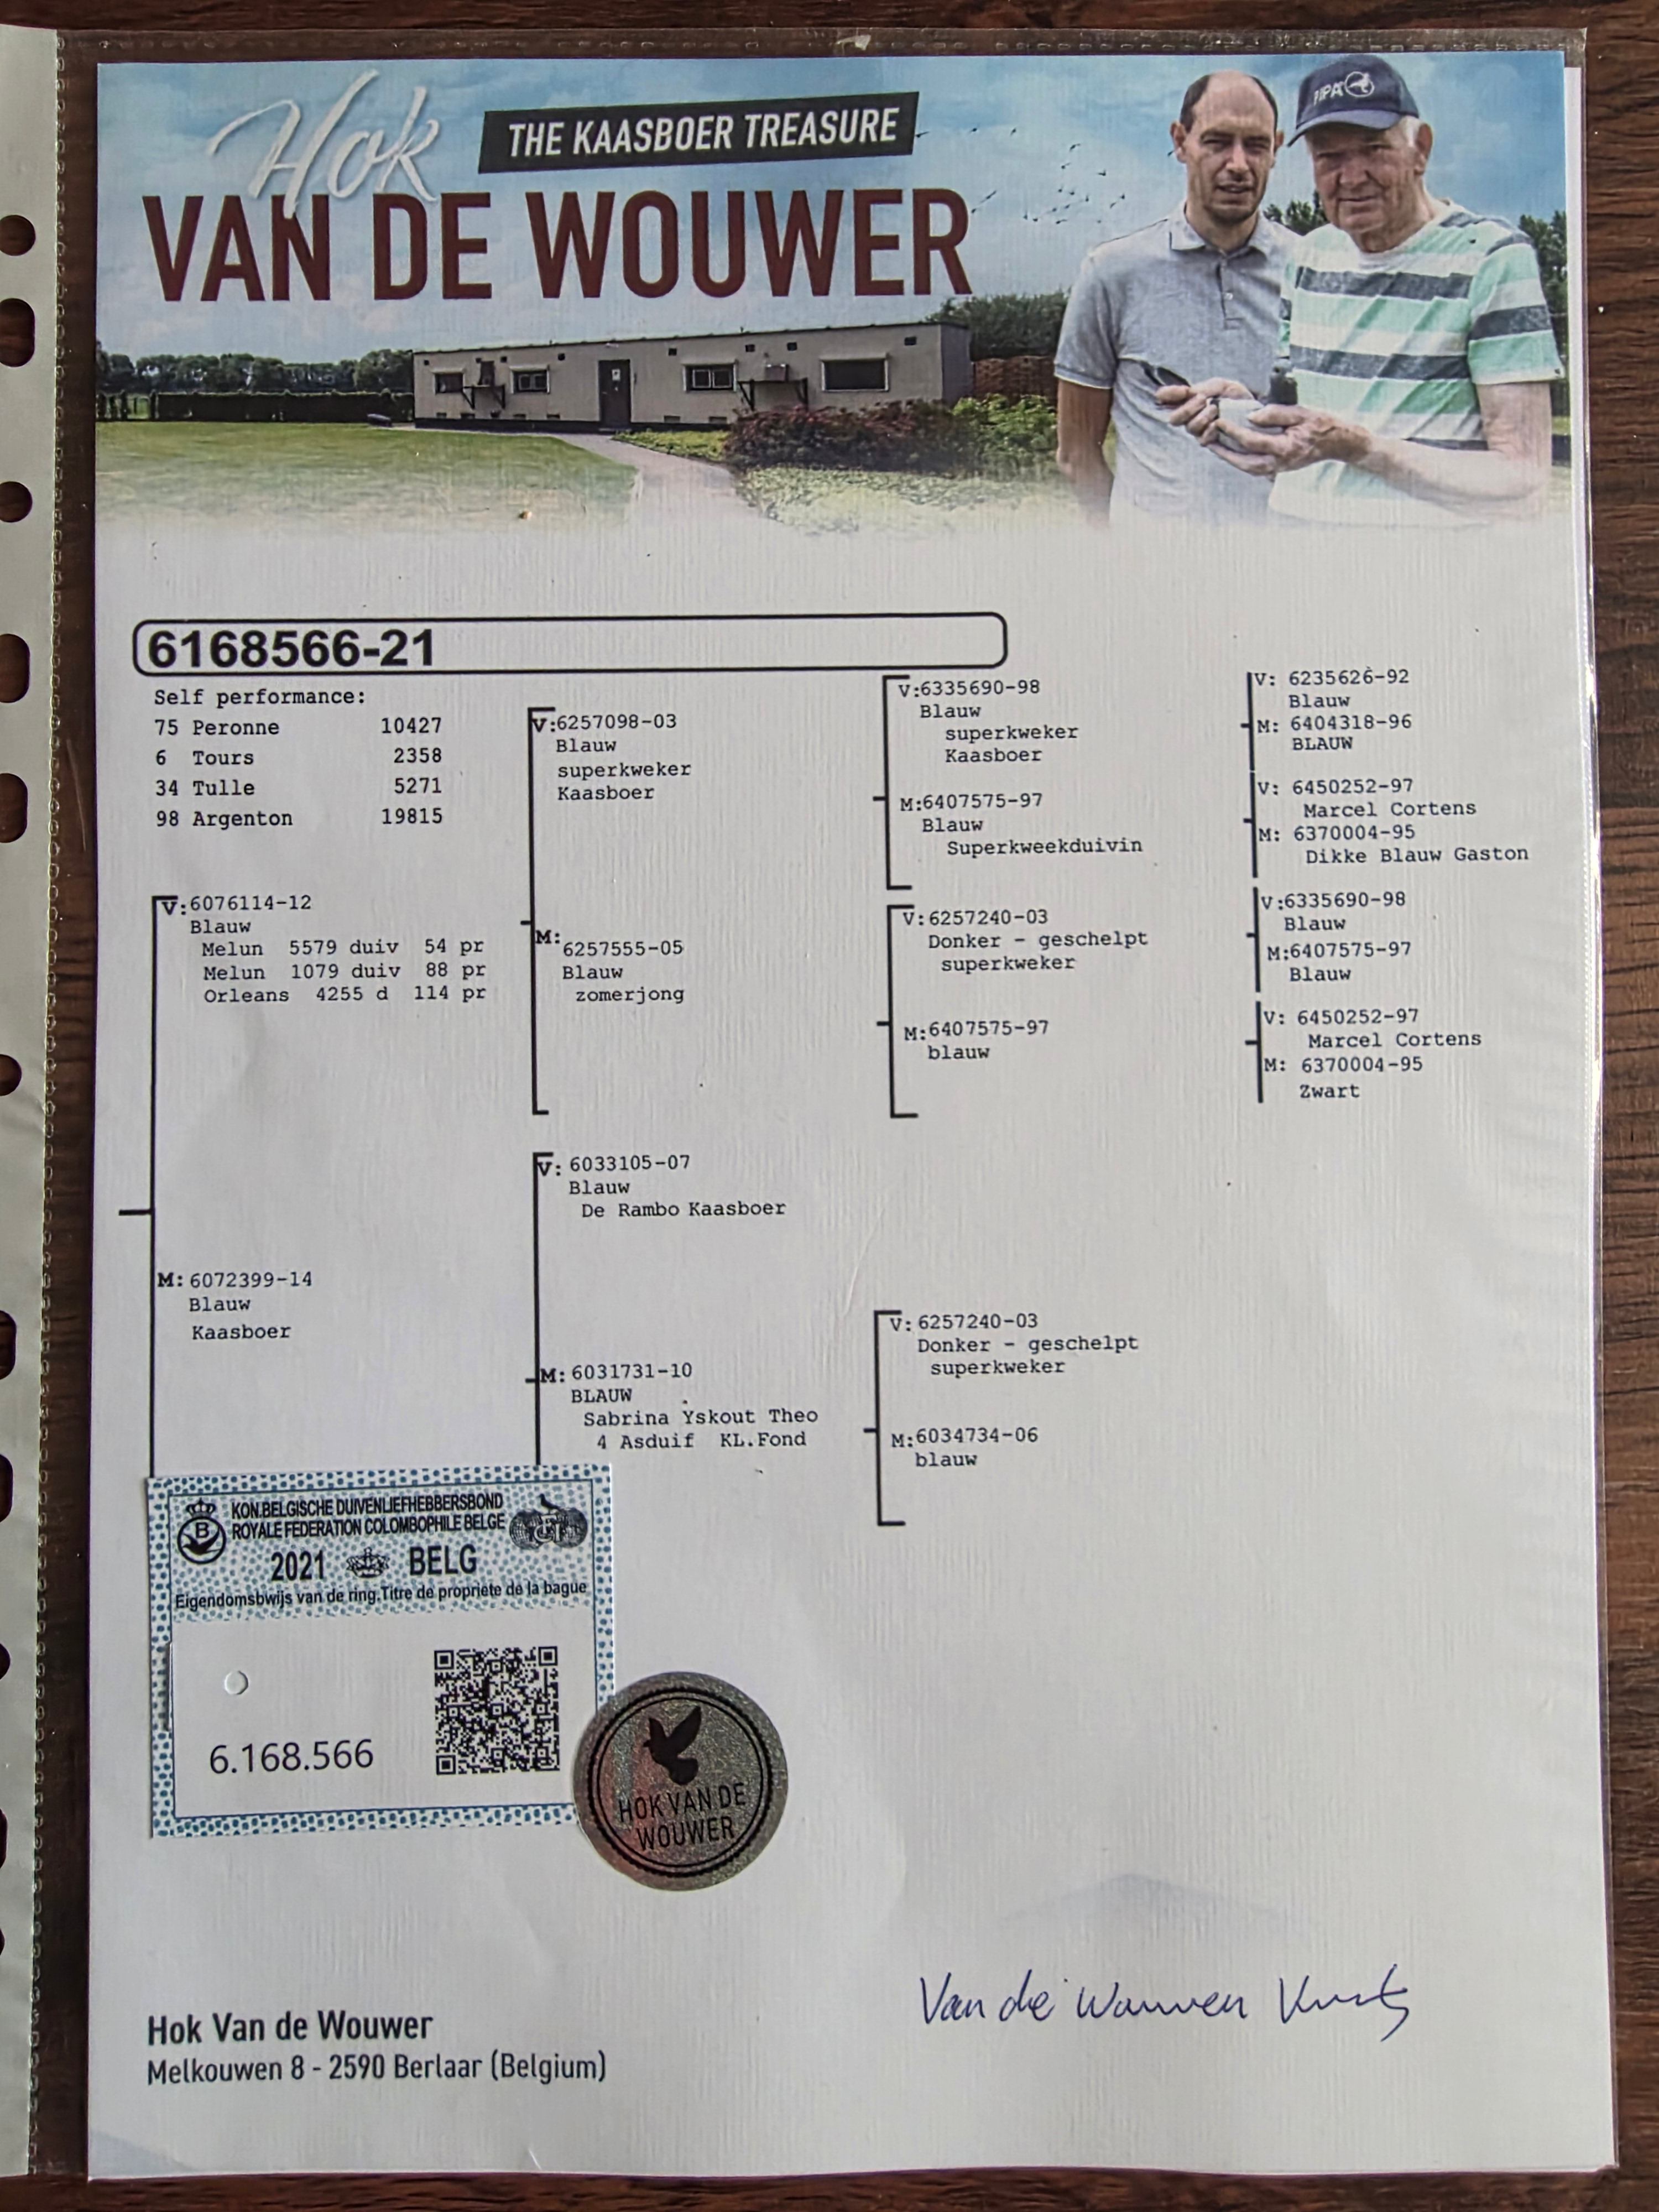 Hok
THE KAASBOER TREASURE
VAN DE WOUWER
PIPA
6168566-21
Self performance:
75 Peronne 10427
6 Tours 2358
34 Tulle 5271
98 Argenton 19815
V: 6076114-12
Blauw
Melun 5579 duiv 54 pr
Melun 1079 duiv 88 pr
Orleans 4255 d 114 pr
M: 6072399-14
Blauw
Kaasboer
V: 6257098-03
Blauw
superkweker
Kaasboer
M: 6257555-05
Blauw
zomerjong
V: 6033105-07
Blauw
De Rambo Kaasboer
M: 6031731-10
BLAUW
Sabrina Yskout Theo
4 Asduif KL.Fond
V:6335690-98
Blauw
superkweker
Kaasboer
M:6407575-97
Blauw
Superkweekduivin
V: 6257240-03
Donker - geschelpt
superkweker
M:6407575-97
blauw
V: 6257240-03
Donker - geschelpt
superkweker
M:6034734-06
blauw
V: 6235626-92
Blauw
M: 6404318-96
BLAUW
V: 6450252-97
Marcel Cortens
M: 6370004-95
Dikke Blauw Gaston
V:6335690-98
Blauw
M:6407575-97
Blauw
V: 6450252-97
Marcel Cortens
M: 6370004-95
Zwart
KON.BELGISCHE DUIVENLIEFHEBBERSBOND
ROYALE FEDERATION COLOMBOPHILE BELGE
B
2021 BELG
Eigendomsbwijs van de ring.Titre de propriete de la bague
6.168.566
HOK VAN DE
WOUWER
Van de Wouwer
Hok Van de Wouwer
Melkouwen 8 - 2590 Berlaar (Belgium)